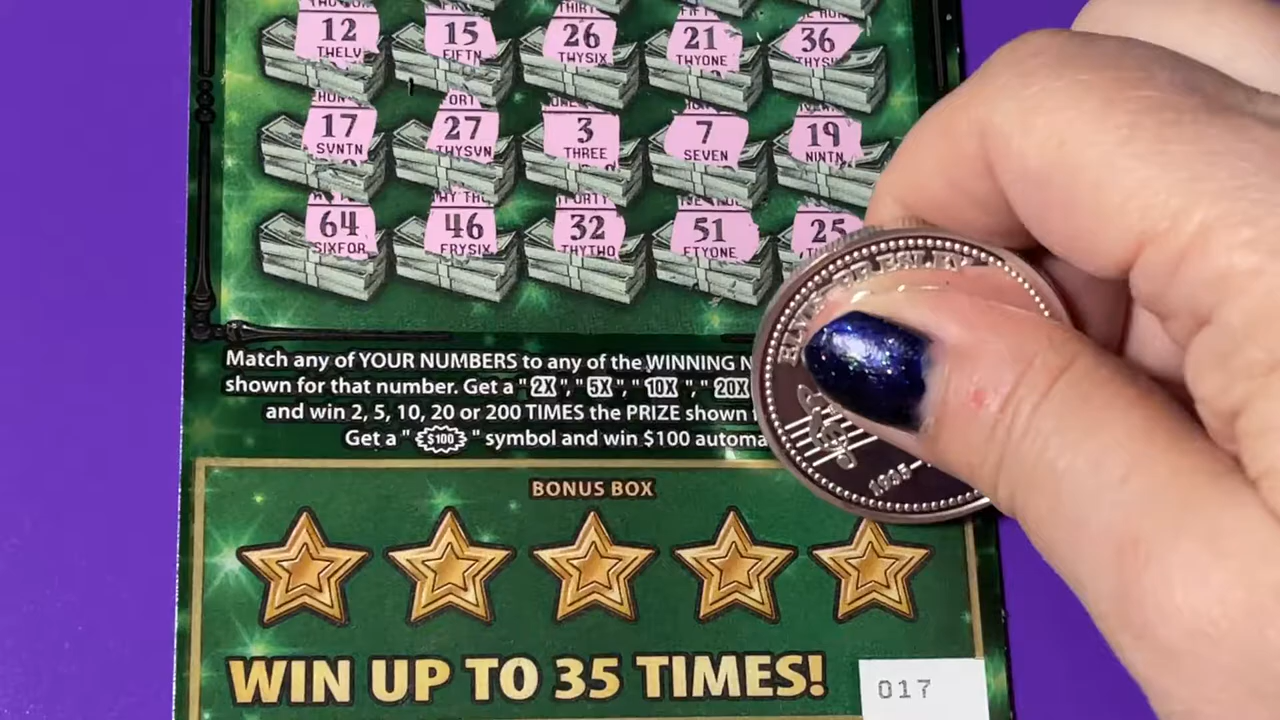 12 15 26 21 36
THELV FIFTN THYSIX THYONE THYSIX
17 27 3 7 19
SVNTN THYSVN THREE SEVEN NINTN
64 46 32 51 25
SIXFOR FRYSIX THYTHO FTYONE
Match any of YOUR NUMBERS to any of the WINNING N
shown for that number. Get a "2X", "5X", "10X", "20X
and win 2, 5, 10, 20 or 200 TIMES the PRIZE shown
Get a "$100" symbol and win $100 automa
BONUS BOX
WIN UP TO 35 TIMES!
017